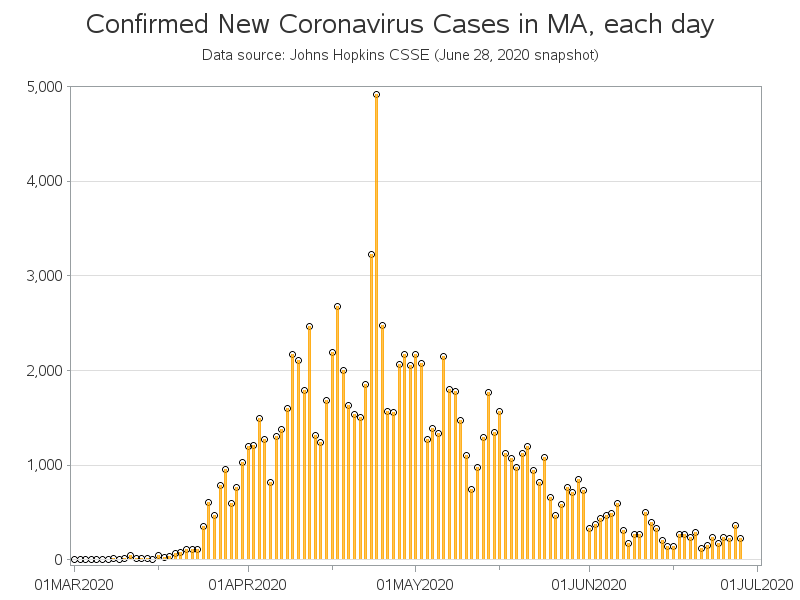 Confirmed New Coronavirus Cases in MA, each day
Data source: Johns Hopkins CSSE (June 28, 2020 snapshot)
5,000
4,000
3,000
2,000
1,000
0
01MAR2020 01APR2020 01MAY2020 01JUN2020 01JUL2020